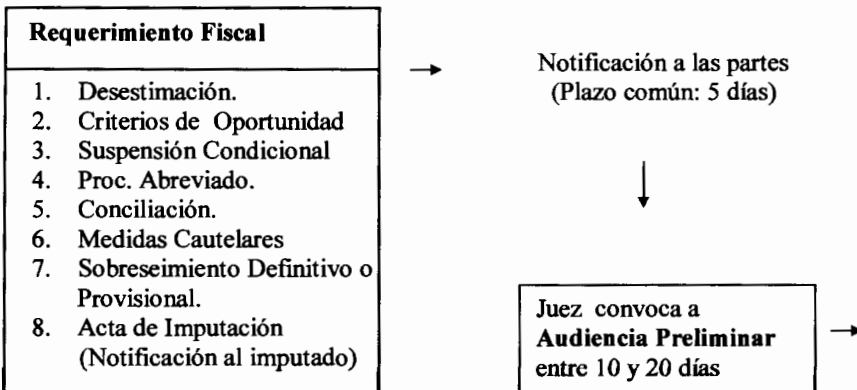 Requerimiento Fiscal
1. Desestimación.
2. Criterios de Oportunidad
3. Suspensión Condicional
4. Proc. Abreviado.
5. Conciliación.
6. Medidas Cautelares
7. Sobreseimiento Definitivo o
Provisional.
8. Acta de Imputación
(Notificación al imputado)
→
Notificación a las partes
(Plazo común: 5 días)
↓
Juez convoca a
Audiencia Preliminar
entre 10 y 20 días
→